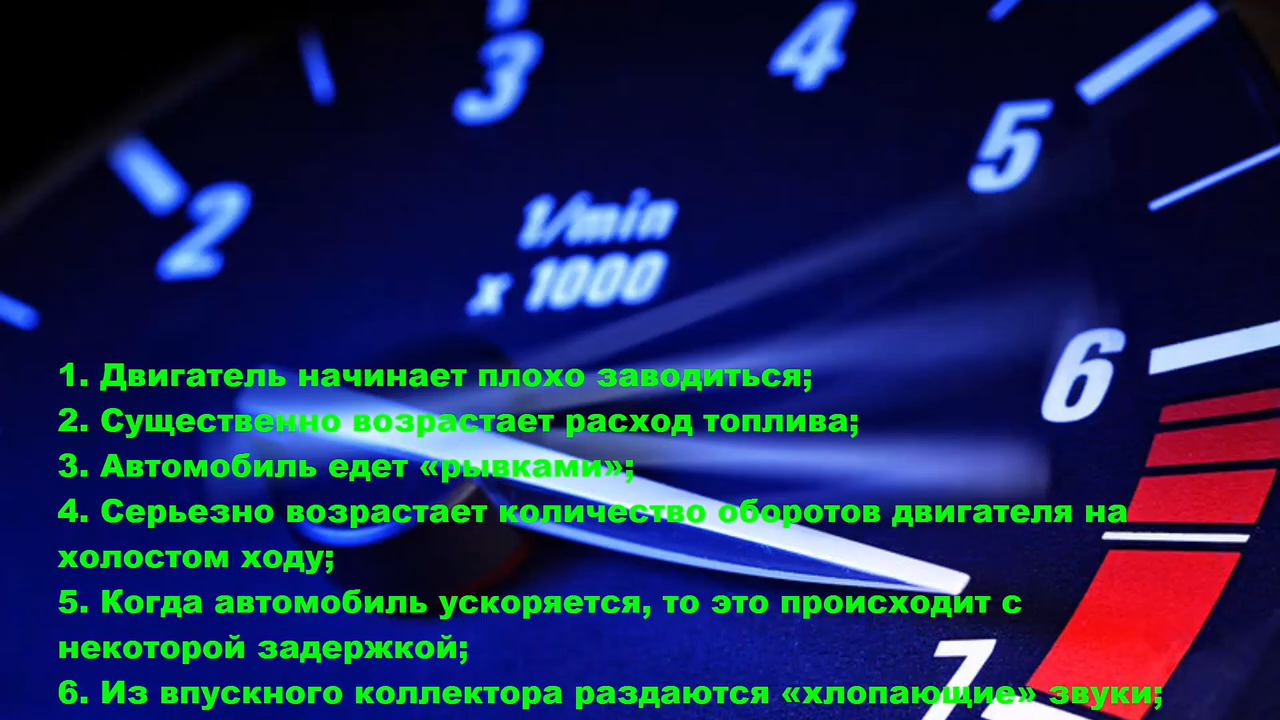 3
4
5
2
1/min
x 1000
6
1. Двигатель начинает плохо заводиться;
2. Существенно возрастает расход топлива;
3. Автомобиль едет «рывками»;
4. Серьезно возрастает количество оборотов двигателя на
холостом ходу;
5. Когда автомобиль ускоряется, то это происходит с
некоторой задержкой;
7
6. Из впускного коллектора раздаются «хлопающие» звуки;